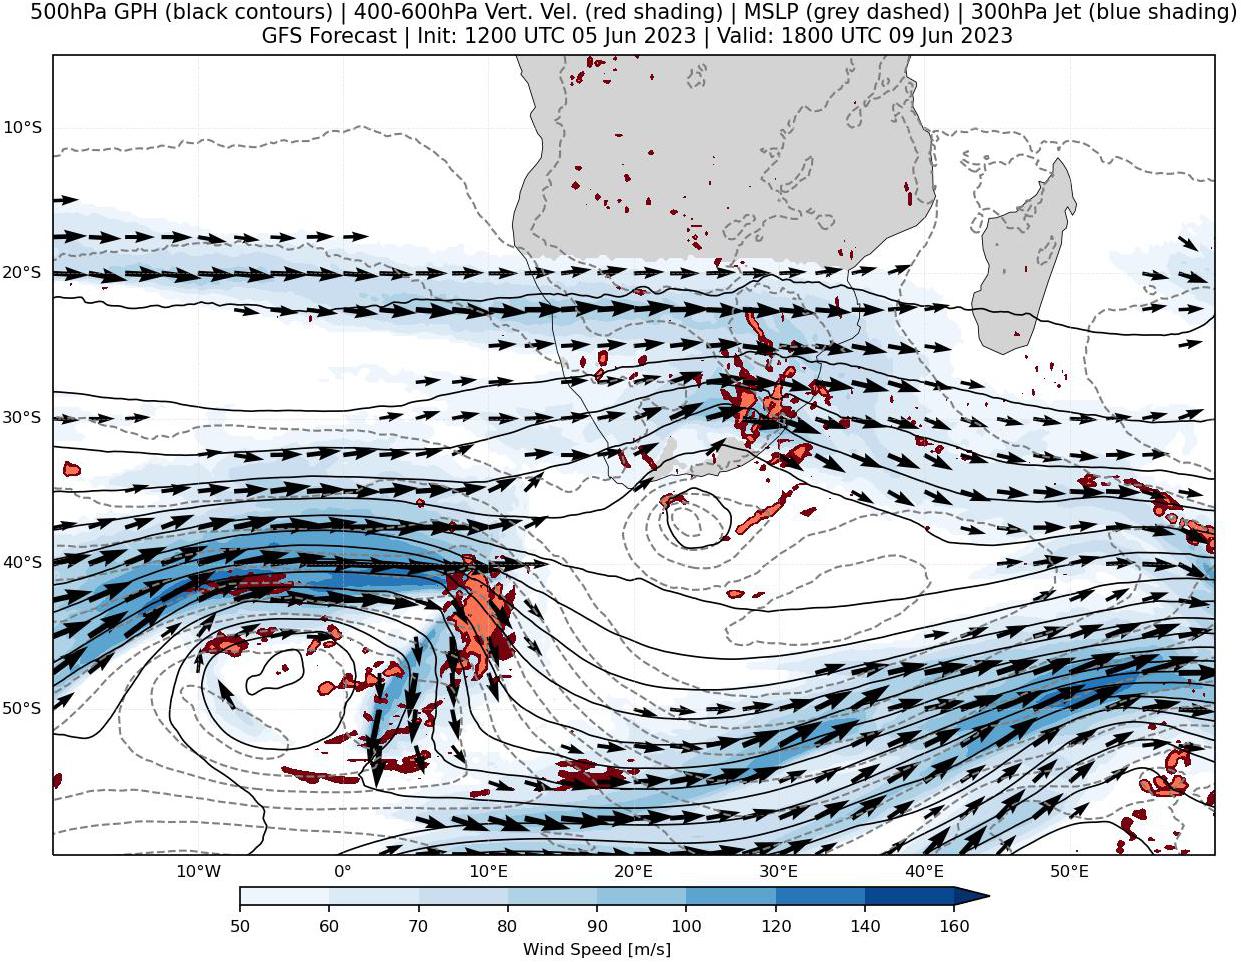 500hPa GPH (black contours) | 400-600hPa Vert. Vel. (red shading) | MSLP (grey dashed) | 300hPa Jet (blue shading)
GFS Forecast | Init: 1200 UTC 05 Jun 2023 | Valid: 1800 UTC 09 Jun 2023
10°S
20°S
30°S
40°S
50°S
10°W 0° 10°E 20°E 30°E 40°E 50°E
50 60 70 80 90 100 120 140 160
Wind Speed [m/s]